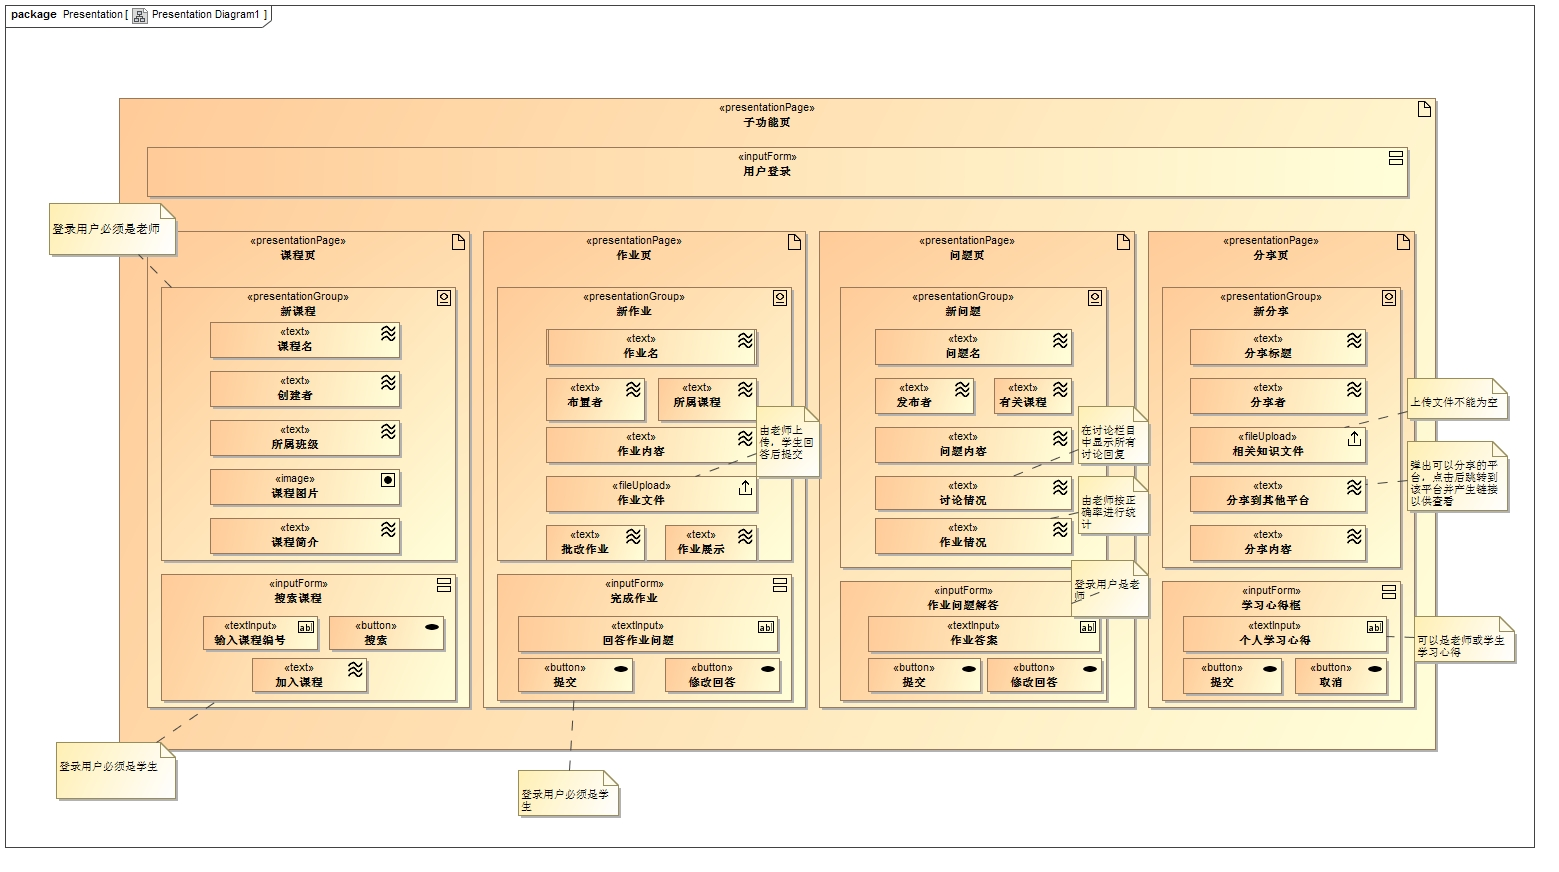 package Presentation [ Presentation Diagram1 ]
«presentationPage»
子功能页
«inputForm»
用户登录
登录用户必须是老师
«presentationPage»
课程页
«presentationGroup»
新课程
«text»
课程名
«text»
创建者
«text»
所属班级
«image»
课程图片
«text»
课程简介
«inputForm»
搜索课程
«textInput»
输入课程编号
abl
«button»
搜索
«text»
加入课程
登录用户必须是学生
«presentationPage»
作业页
«presentationGroup»
新作业
«text»
作业名
«text»
布置者
«text»
所属课程
«text»
作业内容
由老师上
传，学生回
答后提交
«fileUpload»
作业文件
«text»
批改作业
«text»
作业展示
«inputForm»
完成作业
«textInput»
回答作业问题
abl
«button»
提交
«button»
修改回答
登录用户必须是学
生
«presentationPage»
问题页
«presentationGroup»
新问题
«text»
问题名
«text»
发布者
«text»
有关课程
«text»
问题内容
在讨论栏目
中显示所有
讨论回复
«text»
讨论情况
«text»
作业情况
由老师按正
确率进行统
计
«inputForm»
作业问题解答
登录用户是老
师
«textInput»
作业答案
abl
«button»
提交
«button»
修改回答
«presentationPage»
分享页
«presentationGroup»
新分享
«text»
分享标题
«text»
分享者
上传文件不能为空
«fileUpload»
相关知识文件
«text»
分享到其他平台
弹出可以分享的平
台，点击后跳转到
该平台并产生链接
以供查看
«text»
分享内容
«inputForm»
学习心得框
«textInput»
个人学习心得
abl
可以是老师或学生
学习心得
«button»
提交
«button»
取消